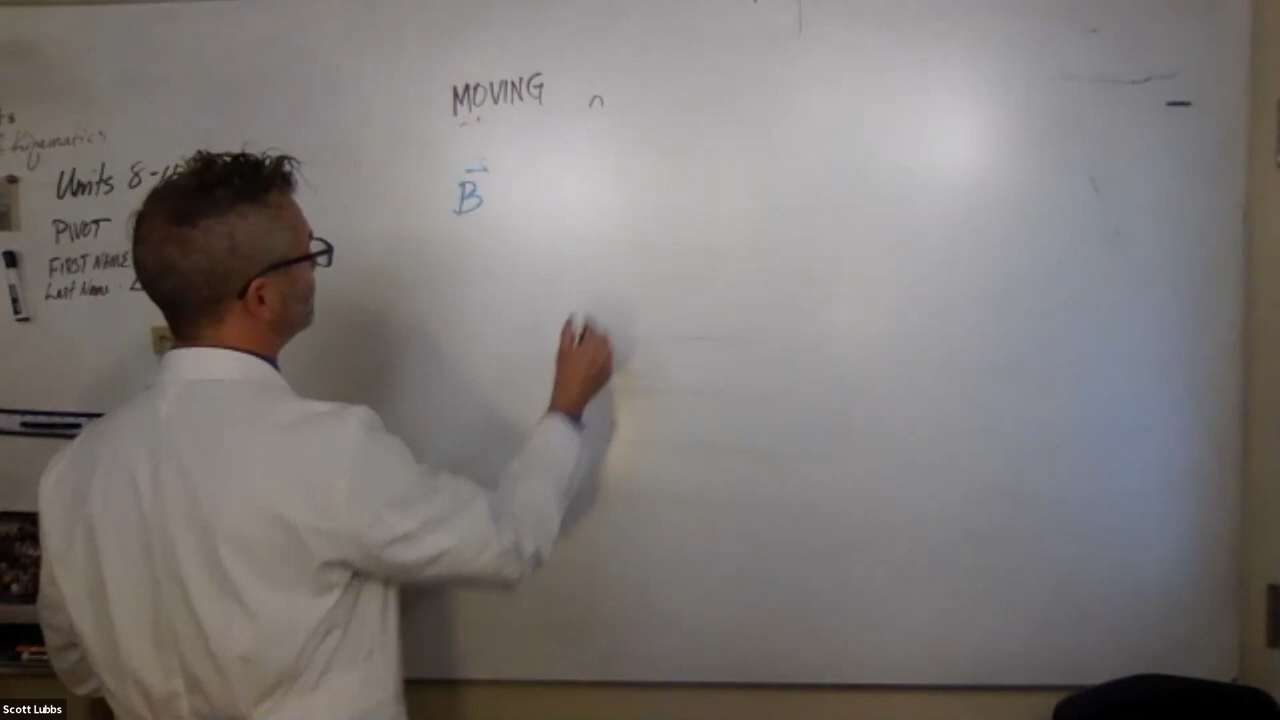 MOVING
B
Kinematics
Units 8-
PIVOT
FIRST NAME
Last Name
Scott Lubbs